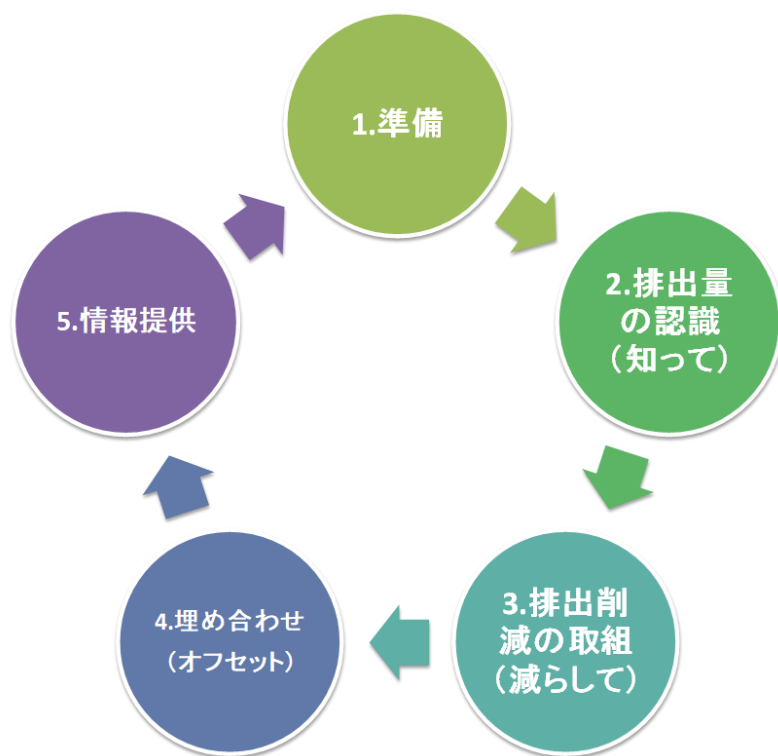 1.準備
2.排出量
の認識
（知って）
3.排出削
減の取組
（減らして）
4.埋め合わせ
（オフセット）
5.情報提供